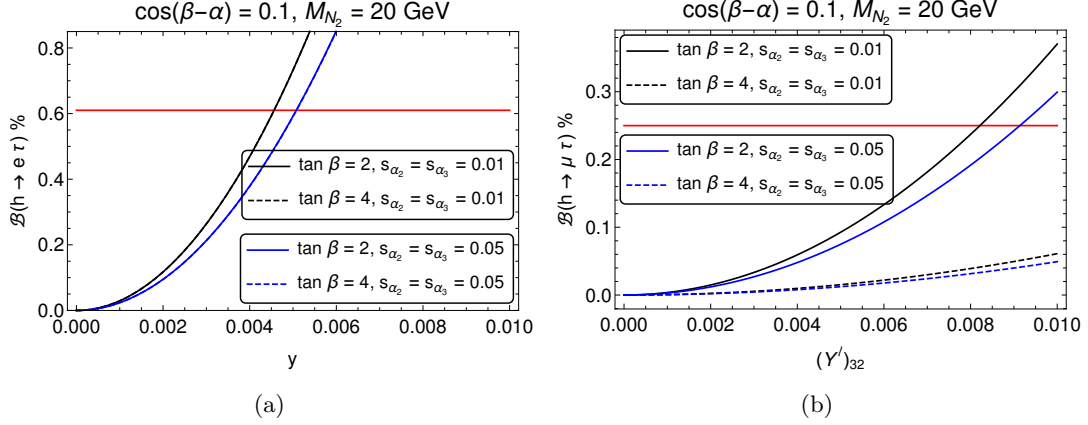 cos(β−α) = 0.1, M_{N_2} = 20 GeV
ℬ(h → e τ) %
0.8
0.6
0.4
0.2
0.0
tan β = 2, s_{α_2} = s_{α_3} = 0.01
tan β = 4, s_{α_2} = s_{α_3} = 0.01
tan β = 2, s_{α_2} = s_{α_3} = 0.05
tan β = 4, s_{α_2} = s_{α_3} = 0.05
0.000 0.002 0.004 0.006 0.008 0.010
y
(a)
cos(β−α) = 0.1, M_{N_2} = 20 GeV
ℬ(h → μ τ) %
tan β = 2, s_{α_2} = s_{α_3} = 0.01
tan β = 4, s_{α_2} = s_{α_3} = 0.01
tan β = 2, s_{α_2} = s_{α_3} = 0.05
tan β = 4, s_{α_2} = s_{α_3} = 0.05
0.3
0.2
0.1
0.0
0.000 0.002 0.004 0.006 0.008 0.010
(Y′)_{32}
(b)